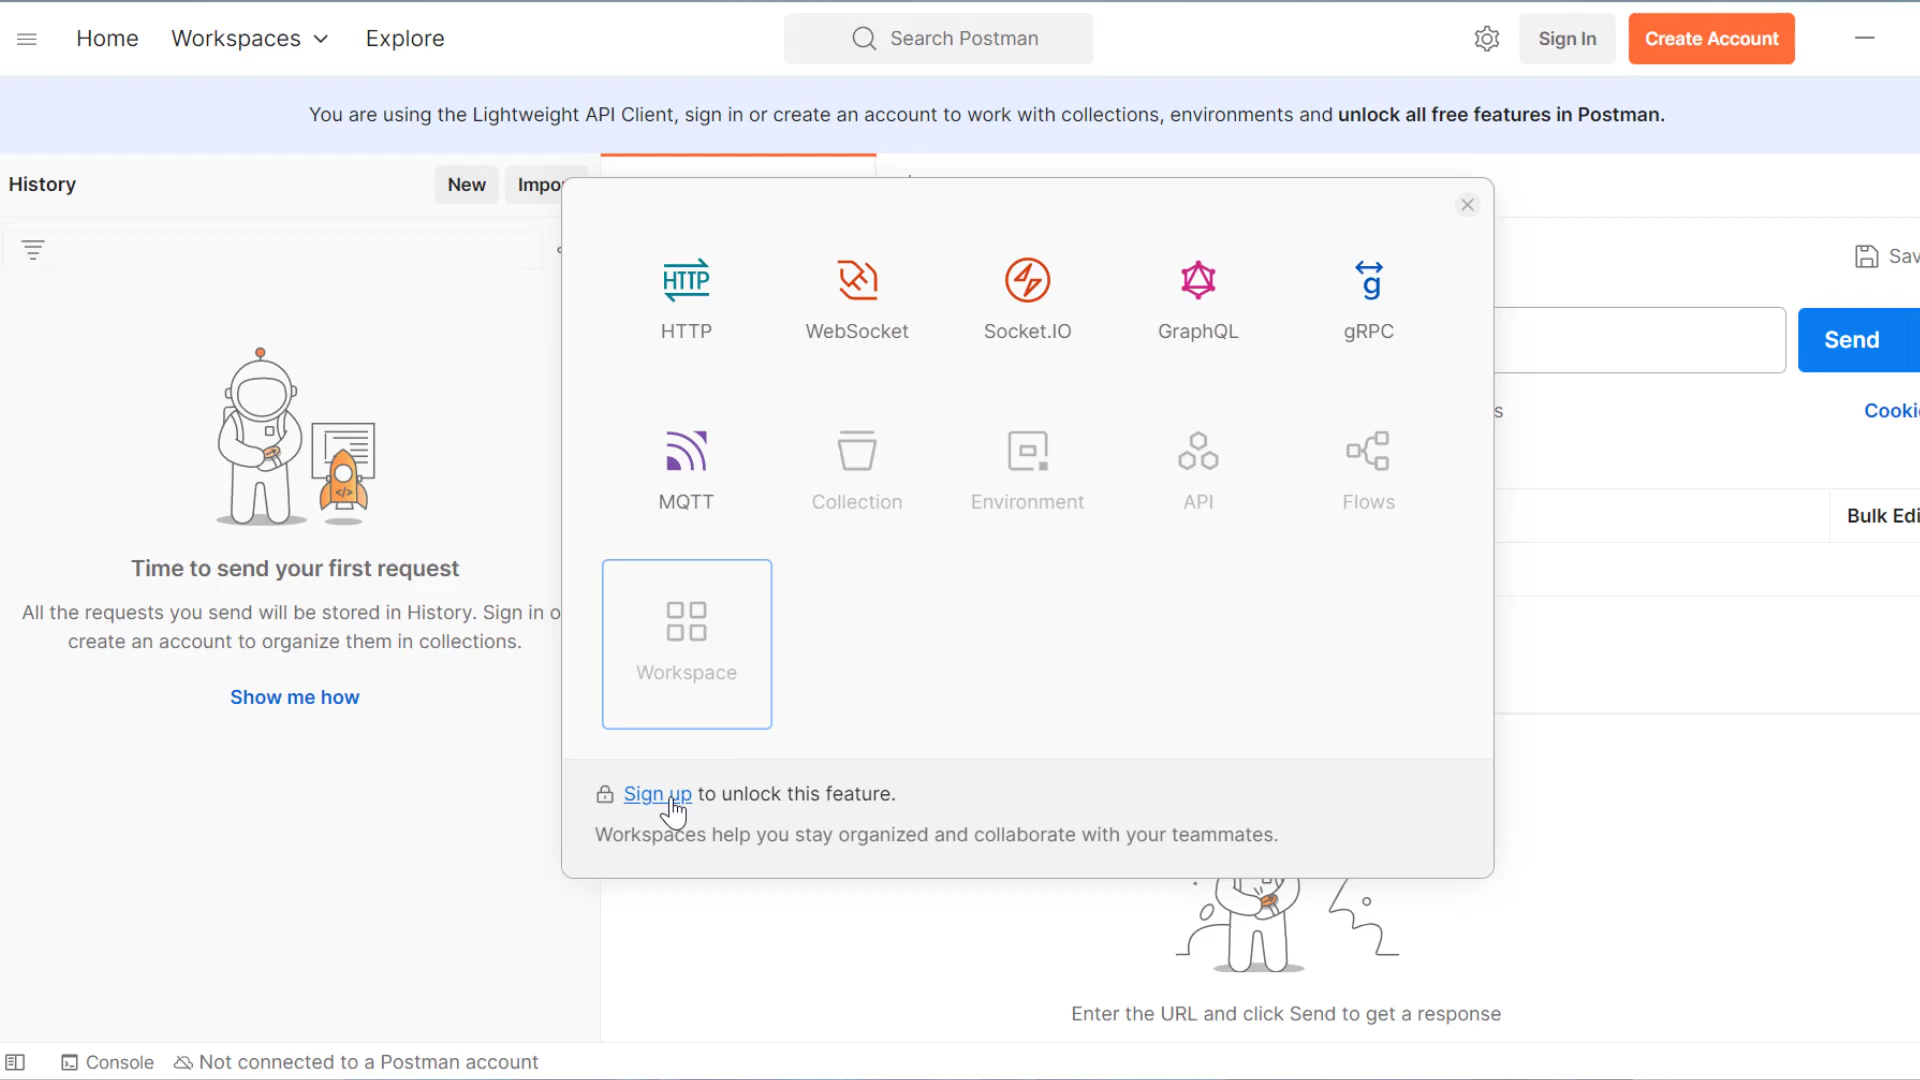 Home
Workspaces
Explore
Search Postman
Sign In
Create Account
You are using the Lightweight API Client, sign in or create an account to work with collections, environments and unlock all free features in Postman.
History
New
Impo
Sav
HTTP
HTTP
WebSocket
Socket.IO
GraphQL
g
gRPC
Send
s
Cooki
MQTT
Collection
Environment
API
Flows
Bulk Edi
Time to send your first request
All the requests you send will be stored in History. Sign in o
create an account to organize them in collections.
Show me how
Workspace
Sign up to unlock this feature.
Workspaces help you stay organized and collaborate with your teammates.
Enter the URL and click Send to get a response
Console
Not connected to a Postman account